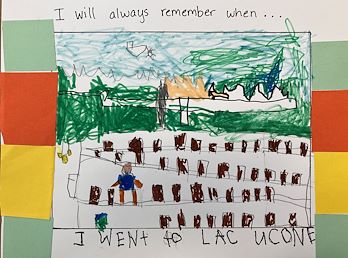 I will always remember when...
I WENT to LAC UCONE